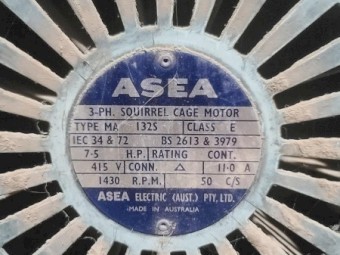 ASEA
3-PH. SQUIRREL CAGE MOTOR
TYPE MA 132S CLASS E
IEC 34 & 72 BS 2613 & 3979
7-5 H.P. RATING CONT.
415 V CONN. △ 11-0 A
1430 R.P.M. 50 C/S
ASEA ELECTRIC (AUST.) PTY. LTD.
MADE IN AUSTRALIA